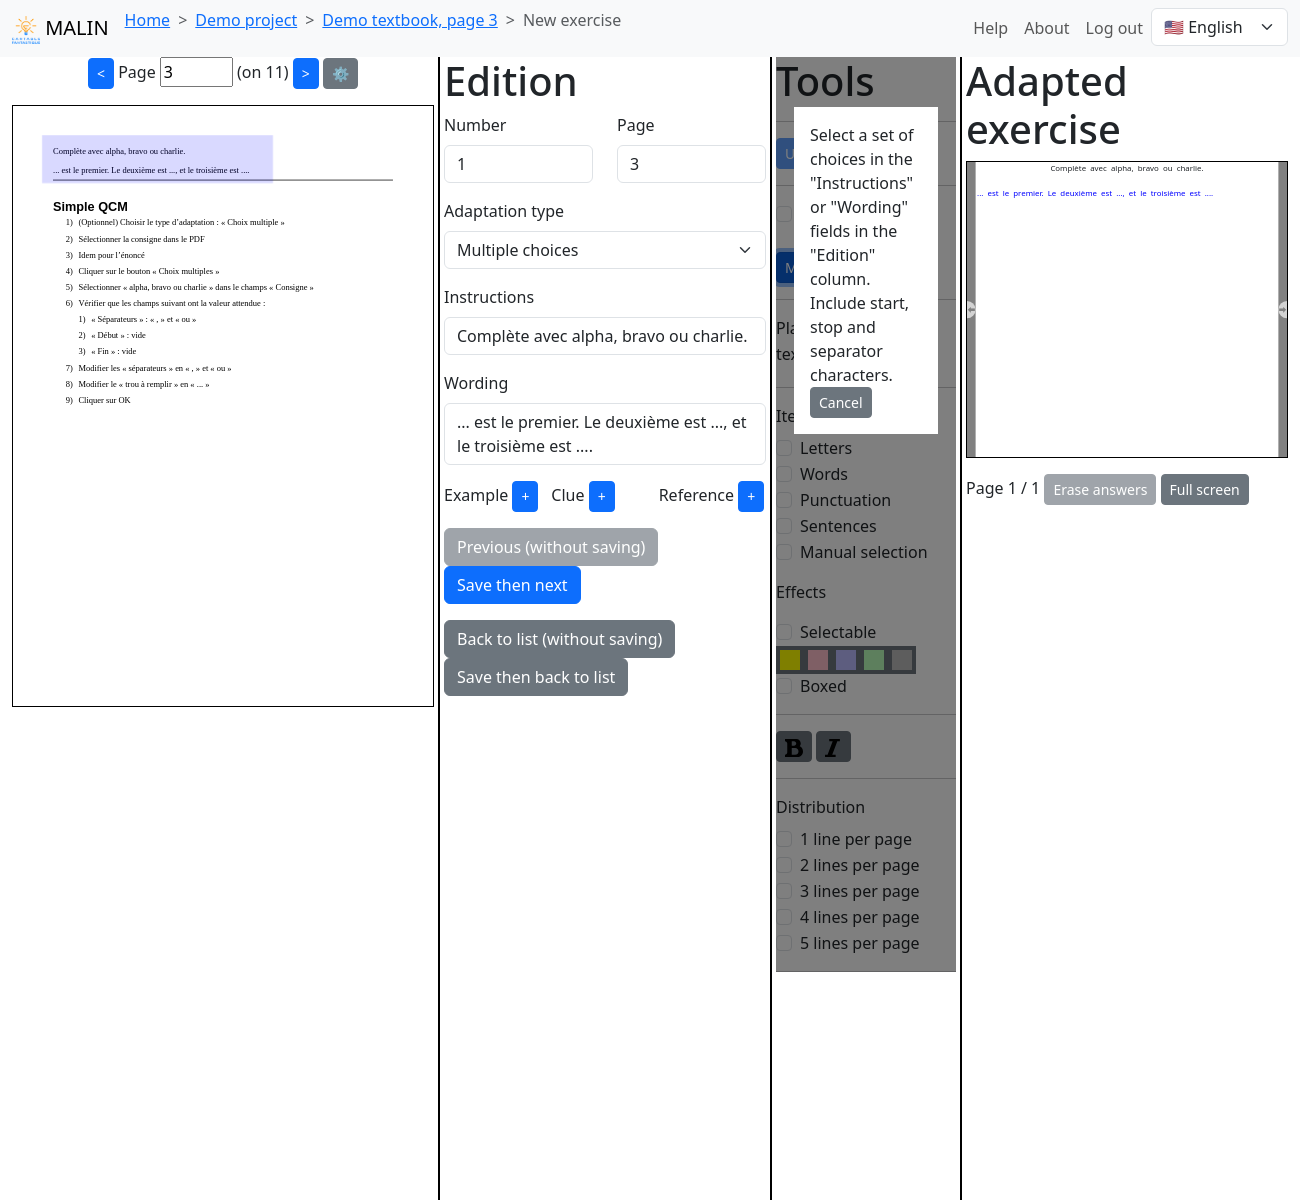 MALIN
Home > Demo project > Demo textbook, page 3 > New exercise
Help About Log out 🇺🇸 English
< Page 3 (on 11) > ⚙️
Complète avec alpha, bravo ou charlie.
... est le premier. Le deuxième est ..., et le troisième est ....
Simple QCM
1) (Optionnel) Choisir le type d’adaptation : « Choix multiple »
2) Sélectionner la consigne dans le PDF
3) Idem pour l’énoncé
4) Cliquer sur le bouton « Choix multiples »
5) Sélectionner « alpha, bravo ou charlie » dans le champs « Consigne »
6) Vérifier que les champs suivant ont la valeur attendue :
1) « Séparateurs » : « , » et « ou »
2) « Début » : vide
3) « Fin » : vide
7) Modifier les « séparateurs » en « , » et « ou »
8) Modifier le « trou à remplir » en « ... »
9) Cliquer sur OK
Edition
Number Page
1 3
Adaptation type
Multiple choices
Instructions
Complète avec alpha, bravo ou charlie.
Wording
... est le premier. Le deuxième est ..., et
le troisième est ....
Example + Clue + Reference +
Previous (without saving)
Save then next
Back to list (without saving)
Save then back to list
Tools
Select a set of
choices in the
"Instructions"
or "Wording"
fields in the
"Edition"
column.
Include start,
stop and
separator
characters.
Cancel
Letters
Words
Punctuation
Sentences
Manual selection
Effects
Selectable
Boxed
B I
Distribution
1 line per page
2 lines per page
3 lines per page
4 lines per page
5 lines per page
Adapted
exercise
Complète avec alpha, bravo ou charlie.
... est le premier. Le deuxième est ..., et le troisième est ....
Page 1 / 1 Erase answers Full screen